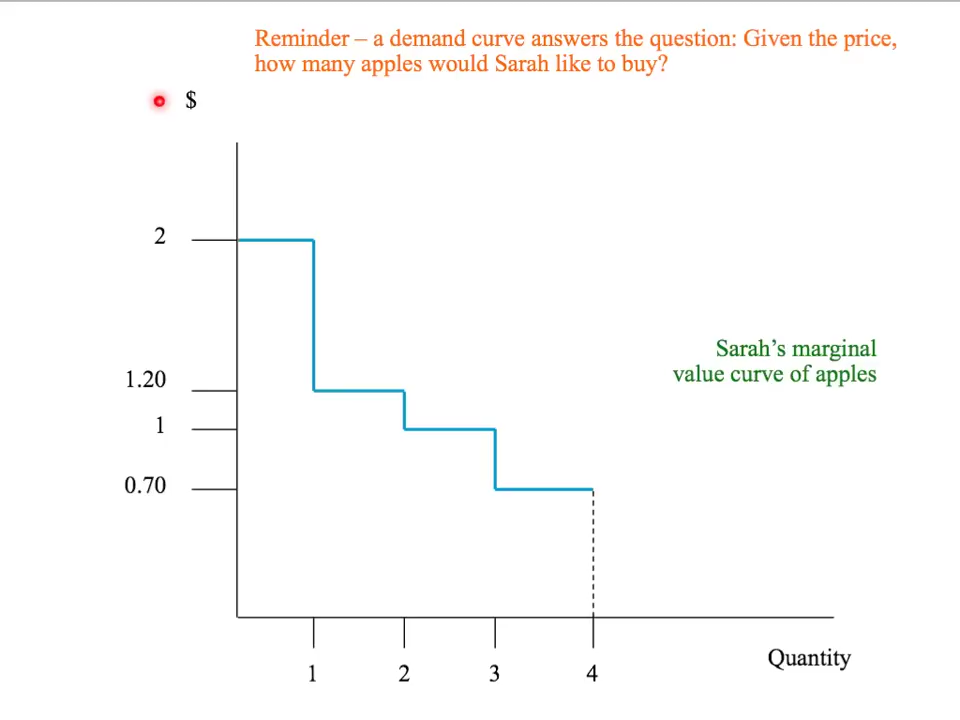 Reminder – a demand curve answers the question: Given the price,
how many apples would Sarah like to buy?
$
2
1.20
1
0.70
Sarah’s marginal
value curve of apples
Quantity
1 2 3 4